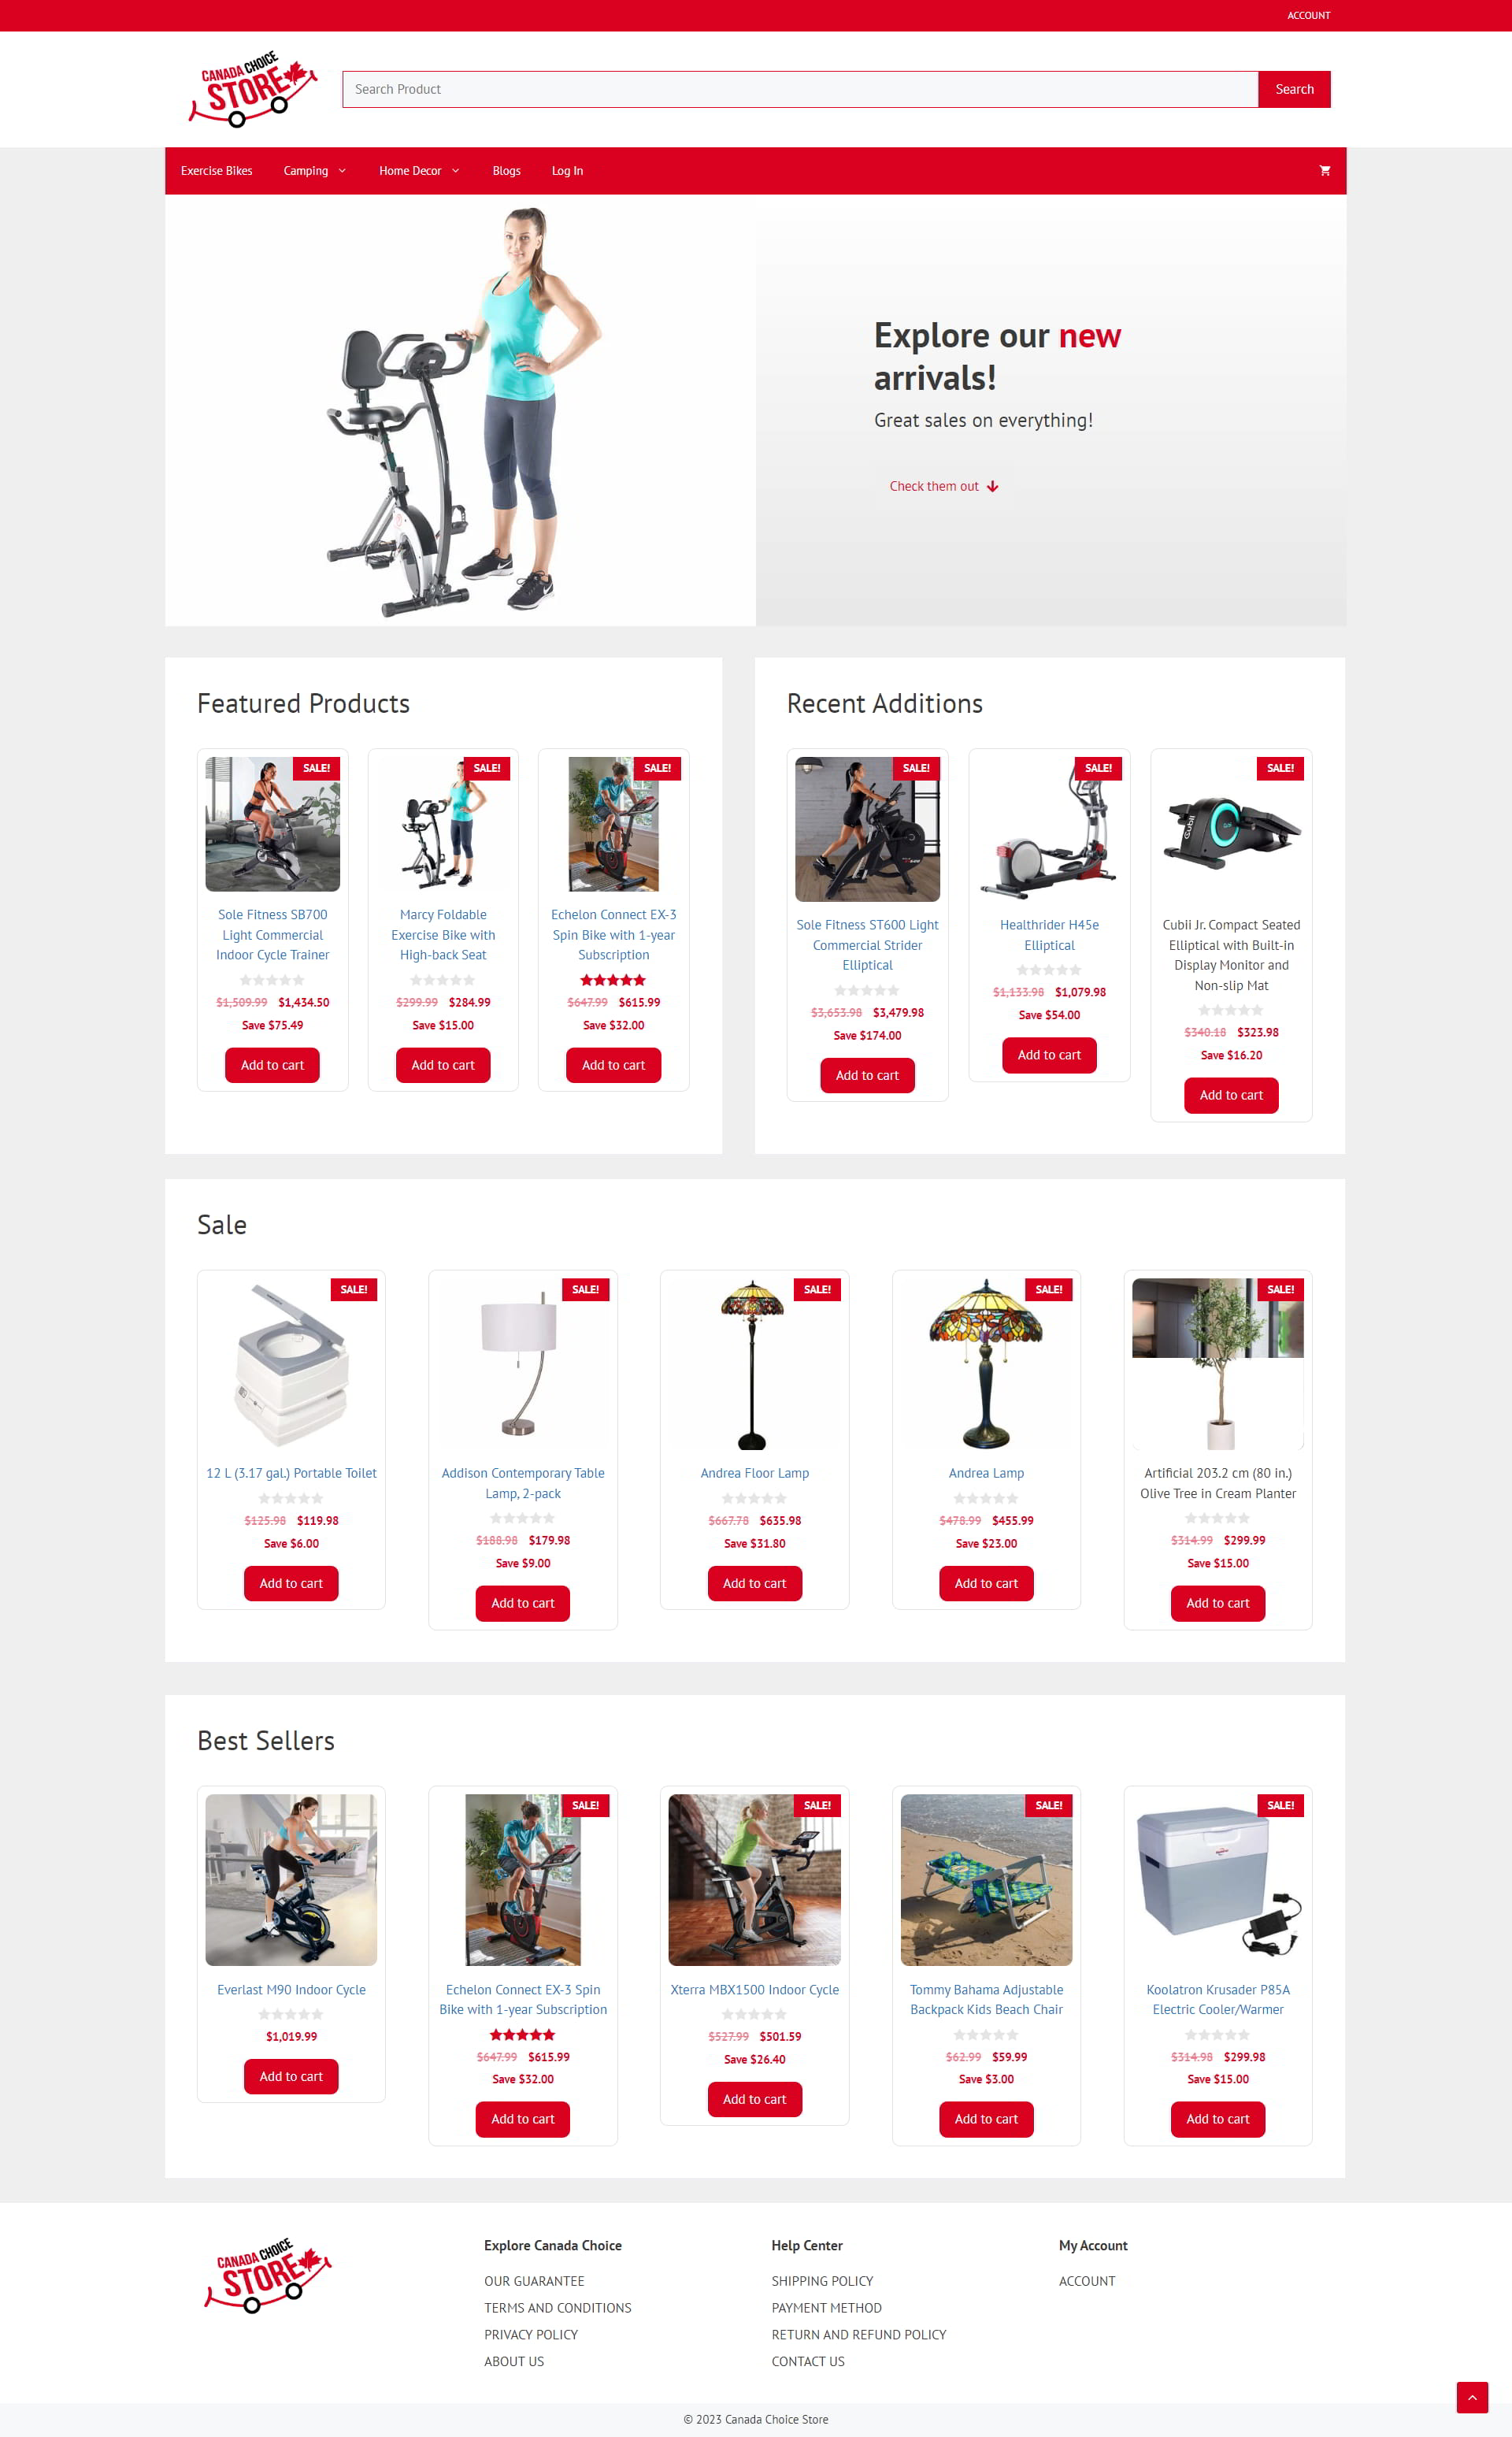 ACCOUNT
CANADA CHOICE
STORE
Search Product
Search
Exercise Bikes
Camping
Home Decor
Blogs
Log In
Explore our new
arrivals!
Great sales on everything!
Check them out
Featured Products
SALE!
Sole Fitness SB700
Light Commercial
Indoor Cycle Trainer
$1,509.99 $1,434.50
Save $75.49
Add to cart
SALE!
Marcy Foldable
Exercise Bike with
High-back Seat
$299.99 $284.99
Save $15.00
Add to cart
SALE!
Echelon Connect EX-3
Spin Bike with 1-year
Subscription
$647.99 $615.99
Save $32.00
Add to cart
Recent Additions
SALE!
Sole Fitness ST600 Light
Commercial Strider
Elliptical
$3,653.98 $3,479.98
Save $174.00
Add to cart
SALE!
Healthrider H45e
Elliptical
$1,133.98 $1,079.98
Save $54.00
Add to cart
SALE!
Cubii
Cubii Jr. Compact Seated
Elliptical with Built-in
Display Monitor and
Non-slip Mat
$340.18 $323.98
Save $16.20
Add to cart
Sale
SALE!
12 L (3.17 gal.) Portable Toilet
$125.98 $119.98
Save $6.00
Add to cart
SALE!
Addison Contemporary Table
Lamp, 2-pack
$188.98 $179.98
Save $9.00
Add to cart
SALE!
Andrea Floor Lamp
$667.78 $635.98
Save $31.80
Add to cart
SALE!
Andrea Lamp
$478.99 $455.99
Save $23.00
Add to cart
SALE!
Artificial 203.2 cm (80 in.)
Olive Tree in Cream Planter
$314.99 $299.99
Save $15.00
Add to cart
Best Sellers
Everlast M90 Indoor Cycle
$1,019.99
Add to cart
SALE!
Echelon Connect EX-3 Spin
Bike with 1-year Subscription
$647.99 $615.99
Save $32.00
Add to cart
SALE!
Xterra MBX1500 Indoor Cycle
$527.99 $501.59
Save $26.40
Add to cart
SALE!
Tommy Bahama Adjustable
Backpack Kids Beach Chair
$62.99 $59.99
Save $3.00
Add to cart
SALE!
Koolatron Krusader P85A
Electric Cooler/Warmer
$314.98 $299.98
Save $15.00
Add to cart
CANADA CHOICE
STORE
Explore Canada Choice
OUR GUARANTEE
TERMS AND CONDITIONS
PRIVACY POLICY
ABOUT US
Help Center
SHIPPING POLICY
PAYMENT METHOD
RETURN AND REFUND POLICY
CONTACT US
My Account
ACCOUNT
© 2023 Canada Choice Store